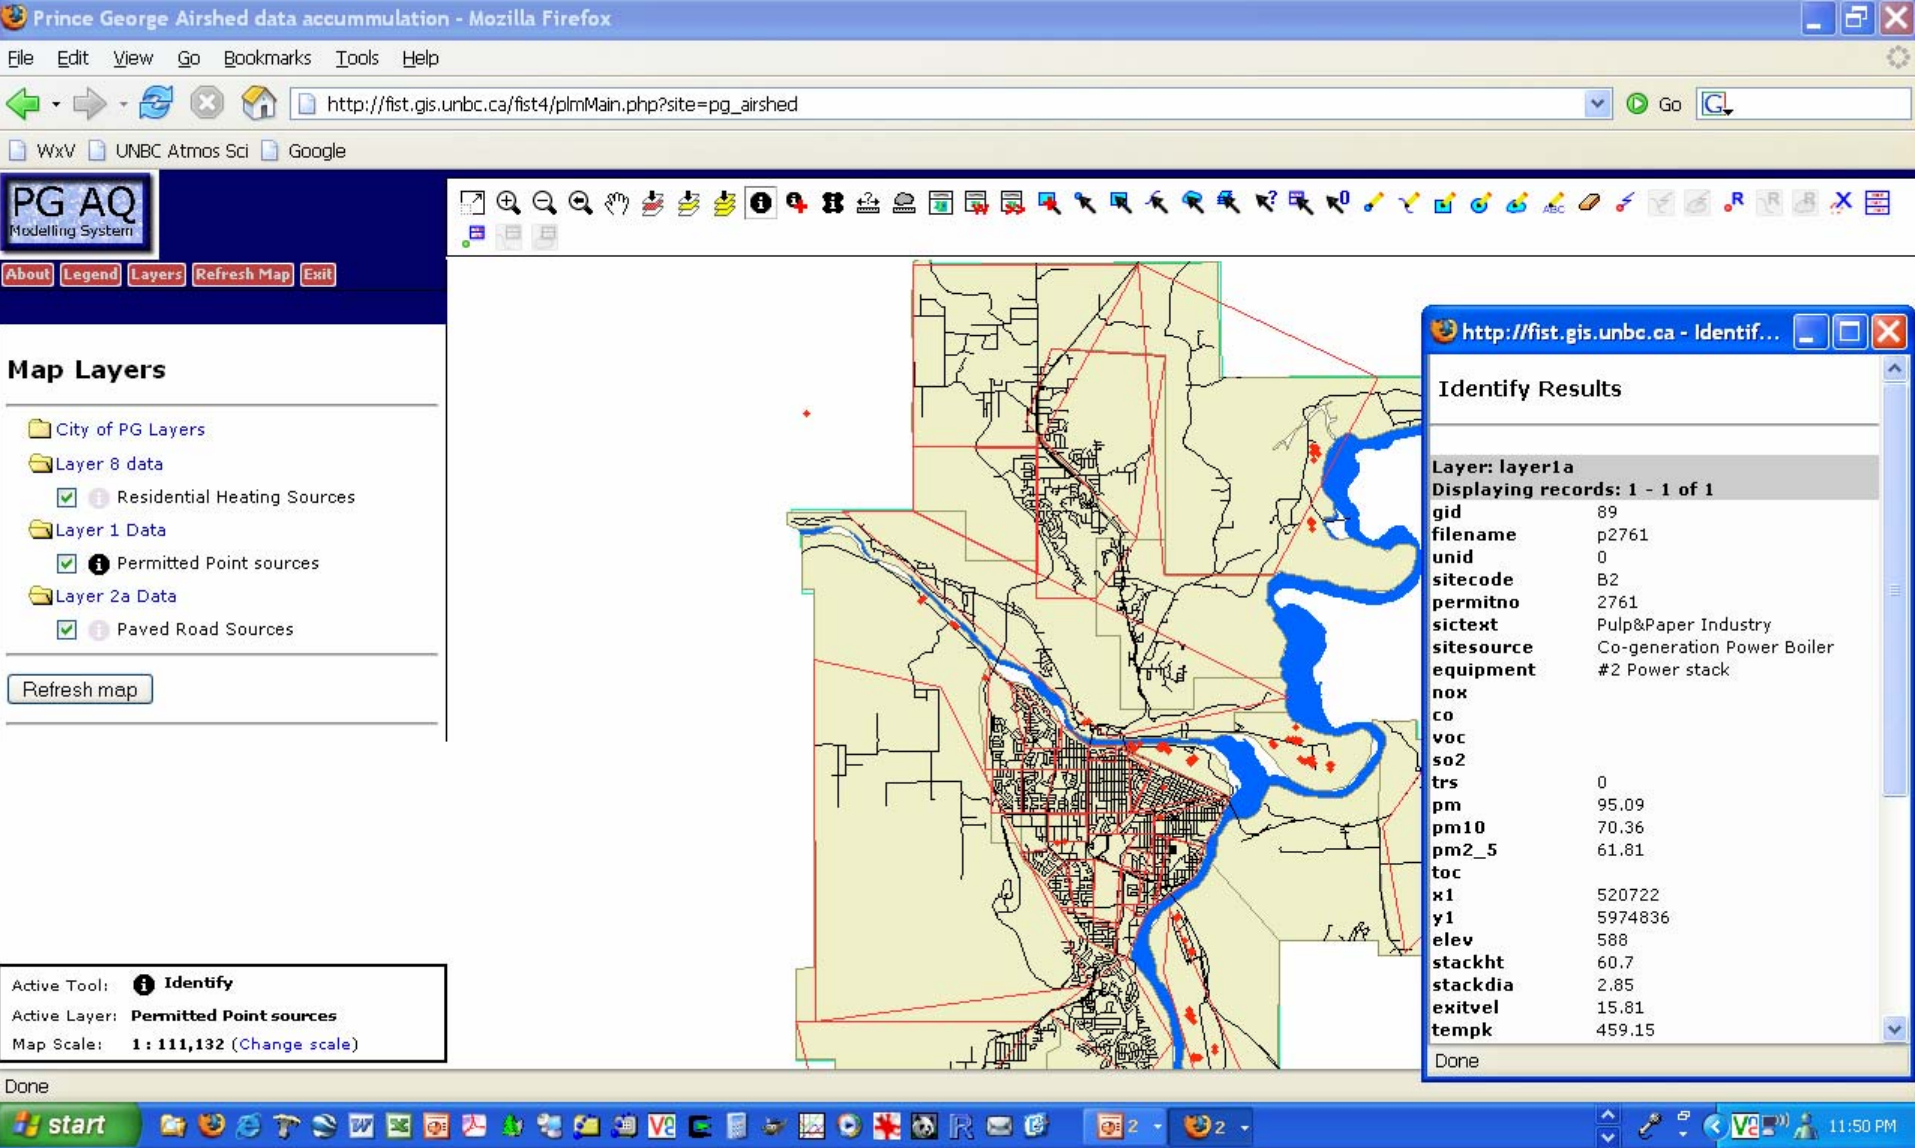 Prince George Airshed data accummulation - Mozilla Firefox
File Edit View Go Bookmarks Tools Help
http://fist.gis.unbc.ca/fist4/plmMain.php?site=pg_airshed
Go
G
WxV UNBC Atmos Sci Google
PG AQ
Modelling System
About Legend Layers Refresh Map Exit
Map Layers
City of PG Layers
Layer 8 data
Residential Heating Sources
Layer 1 Data
Permitted Point sources
Layer 2a Data
Paved Road Sources
Refresh map
Active Tool: Identify
Active Layer: Permitted Point sources
Map Scale: 1 : 111,132 (Change scale)
http://fist.gis.unbc.ca - Identif...
Identify Results
Layer: layer1a
Displaying records: 1 - 1 of 1
gid 89
filename p2761
unid 0
sitecode B2
permitno 2761
sictext Pulp&Paper Industry
sitesource Co-generation Power Boiler
equipment #2 Power stack
nox
co
voc
so2
trs 0
pm 95.09
pm10 70.36
pm2_5 61.81
toc
x1 520722
y1 5974836
elev 588
stackht 60.7
stackdia 2.85
exitvel 15.81
tempk 459.15
Done
Done
start
2
2
11:50 PM